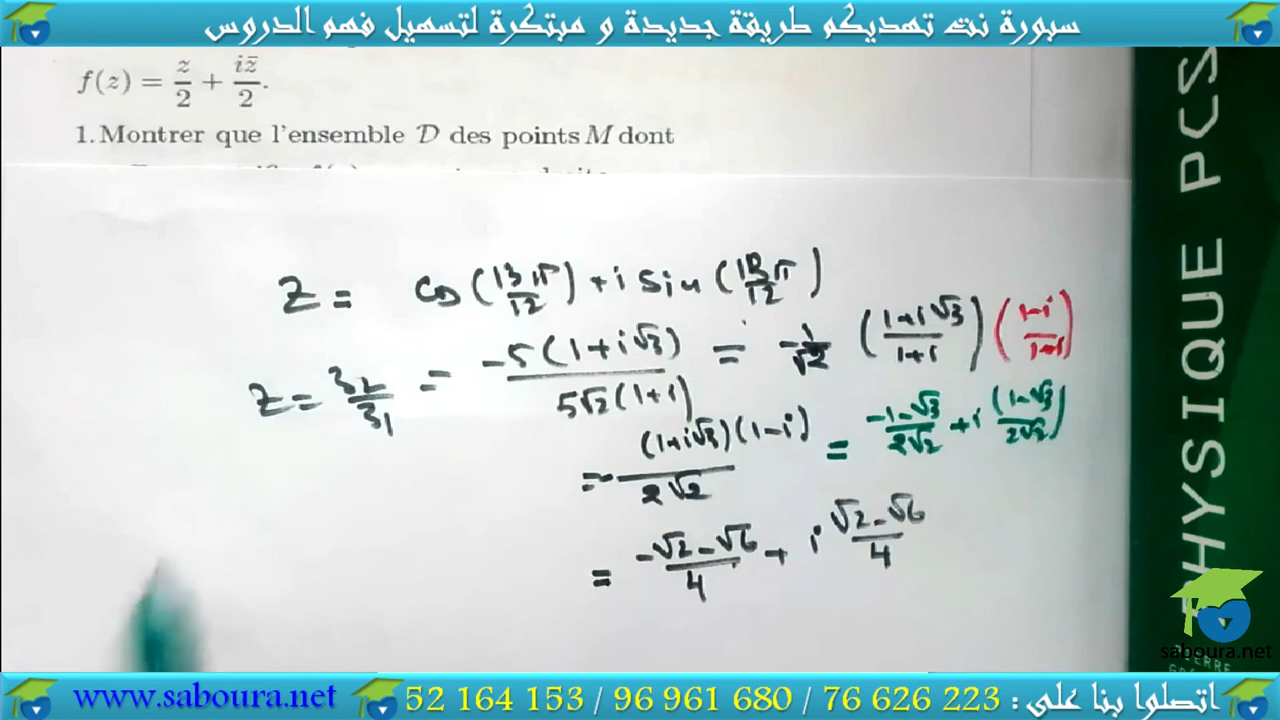 سبورة نت تهديكم طريقة جديدة و مبتكرة لتسهيل فهم الدروس
f(z) = z/2 + iz̄/2.
1. Montrer que l'ensemble 𝒟 des points M dont
Z = cos(13π/12) + i sin(13π/12)
Z = z₂/z₁ = -5(1+i√3)/5√2(1+i) = -1/√2 (1+i√3/1+i)(1-i/1-i)
= -(1+i√3)(1-i)/2√2 = -1-√3/2√2 + i (1-√3)/2√2
= -√2-√6/4 + i √2-√6/4
PHYSIQUE PCS
saboura.net
www.saboura.net
اتصلوا بنا على : 52 164 153 / 96 961 680 / 76 626 223